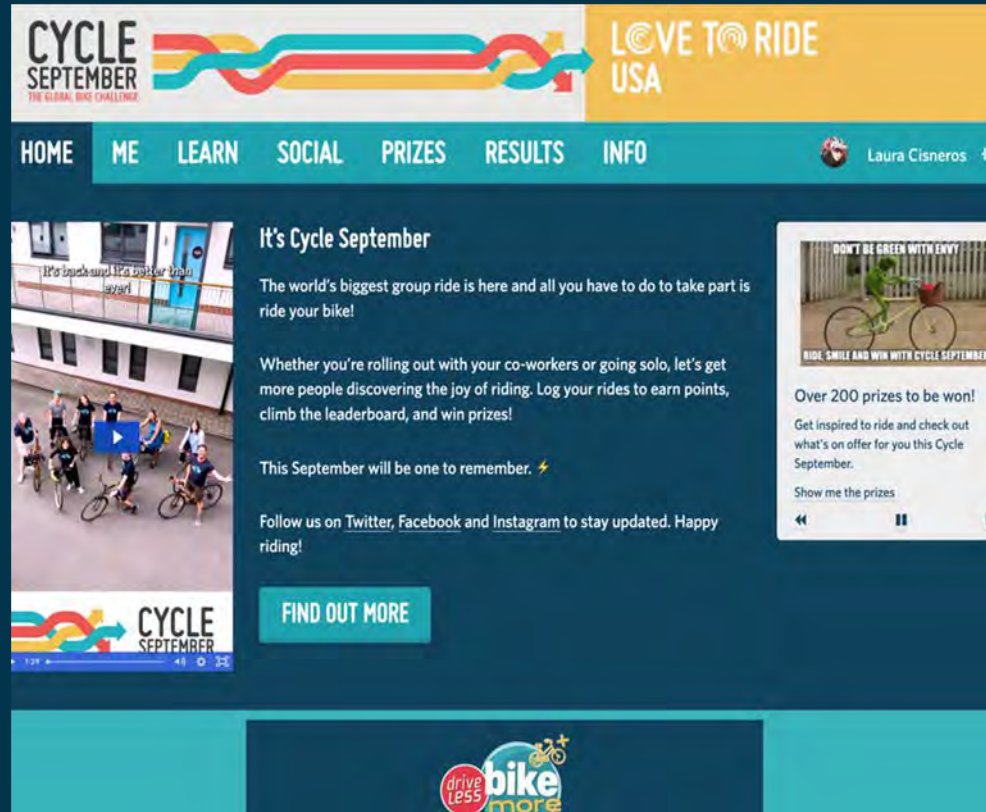 CYCLE
SEPTEMBER
THE GLOBAL BIKE CHALLENGE
LOVE TO RIDE
USA
HOME ME LEARN SOCIAL PRIZES RESULTS INFO
Laura Cisneros
It's back and it's better than
ever!
CYCLE
SEPTEMBER
1:39
It's Cycle September
The world's biggest group ride is here and all you have to do to take part is
ride your bike!
Whether you're rolling out with your co-workers or going solo, let's get
more people discovering the joy of riding. Log your rides to earn points,
climb the leaderboard, and win prizes!
This September will be one to remember. ⚡
Follow us on Twitter, Facebook and Instagram to stay updated. Happy
riding!
FIND OUT MORE
DON'T BE GREEN WITH ENVY
RIDE, SMILE AND WIN WITH CYCLE SEPTEMBER
Over 200 prizes to be won!
Get inspired to ride and check out
what's on offer for you this Cycle
September.
Show me the prizes
drive
LESS
bike
more